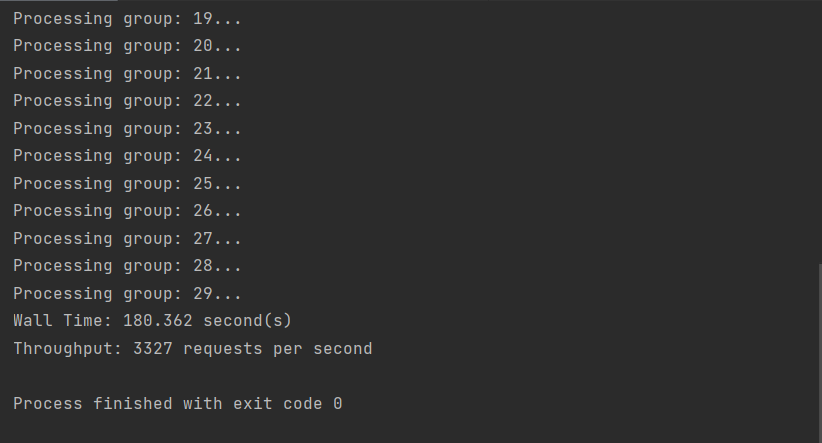 Processing group: 19...
Processing group: 20...
Processing group: 21...
Processing group: 22...
Processing group: 23...
Processing group: 24...
Processing group: 25...
Processing group: 26...
Processing group: 27...
Processing group: 28...
Processing group: 29...
Wall Time: 180.362 second(s)
Throughput: 3327 requests per second
Process finished with exit code 0